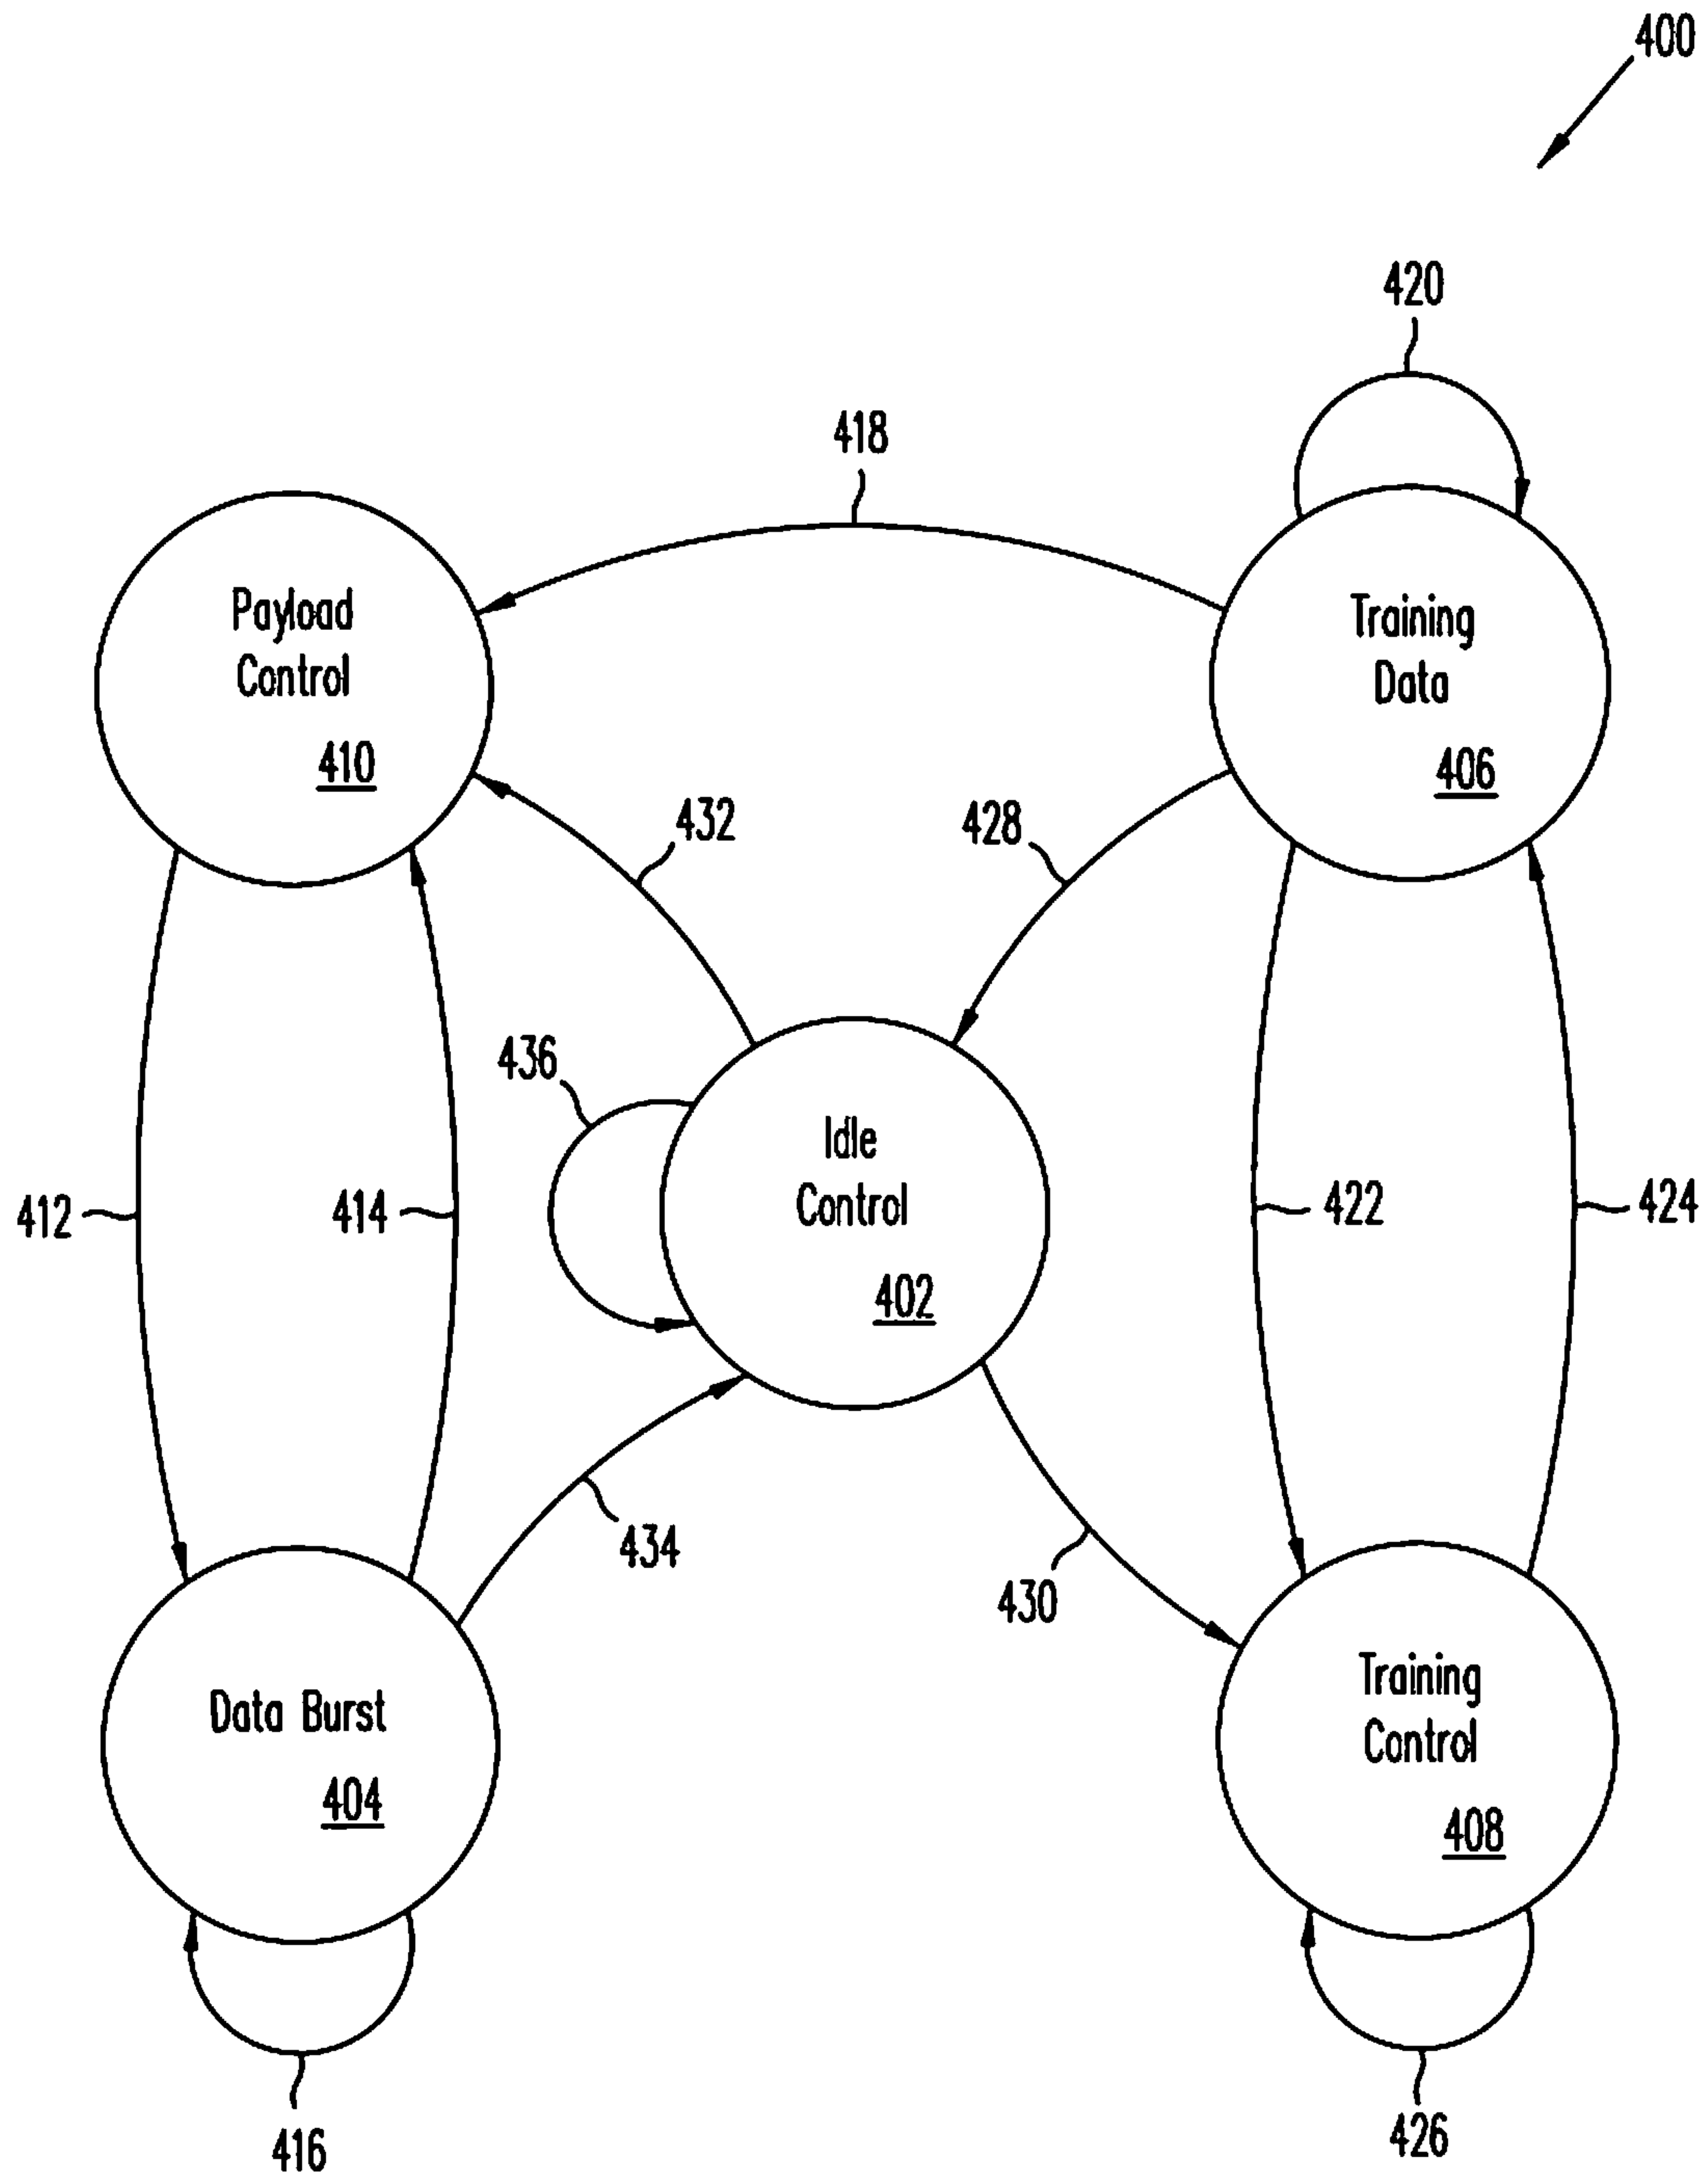 400
420
418
Payload
Control
410
Training
Data
406
432
428
436
Idle
Control
402
412
414
422
424
434
430
Data Burst
404
Training
Control
408
416
426